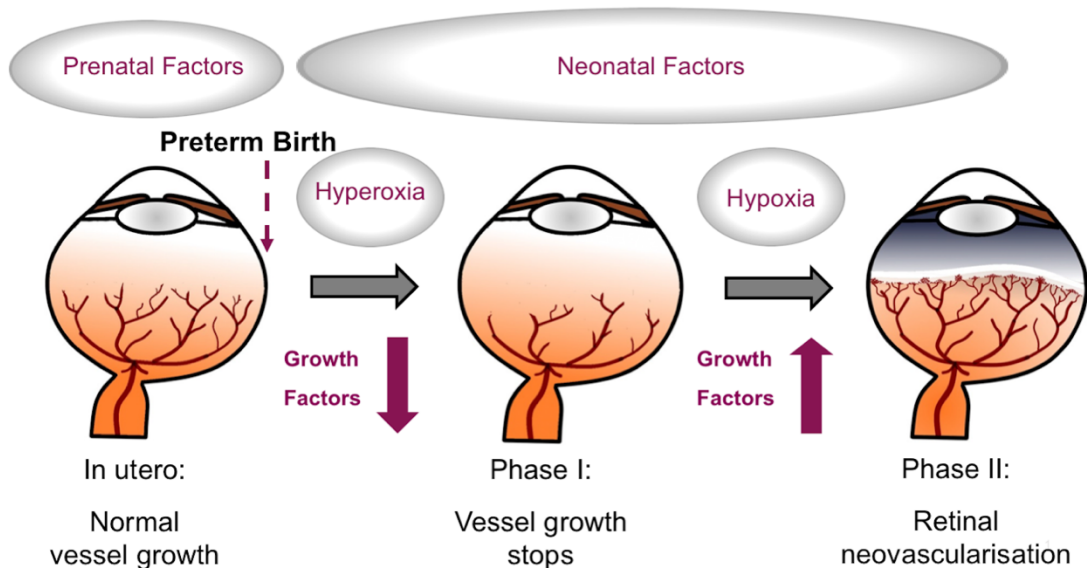 Prenatal Factors
Neonatal Factors
Preterm Birth
Hyperoxia
Hypoxia
Growth
Factors
Growth
Factors
In utero:
Normal
vessel growth
Phase I:
Vessel growth
stops
Phase II:
Retinal
neovascularisation